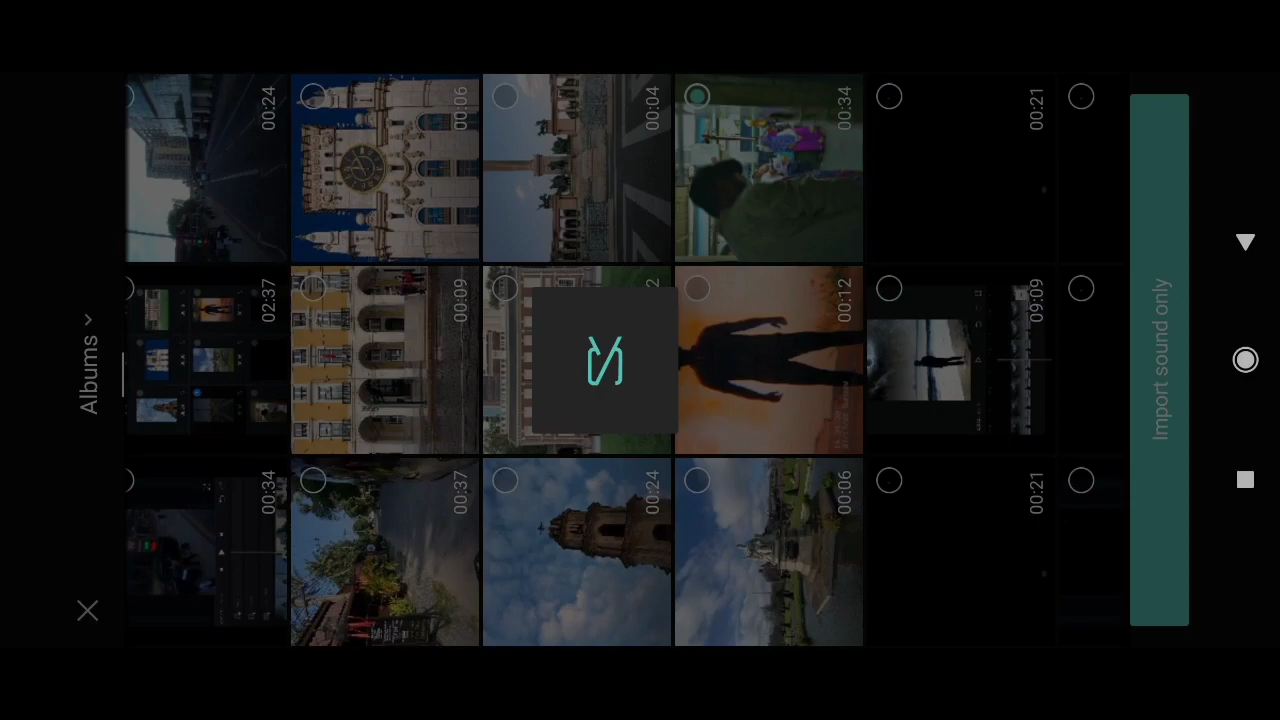 Albums
00:34 02:37 00:24
00:37 00:09 00:06
00:24 00:04
00:06 00:12 00:34
00:21 09:09 00:21
Import sound only